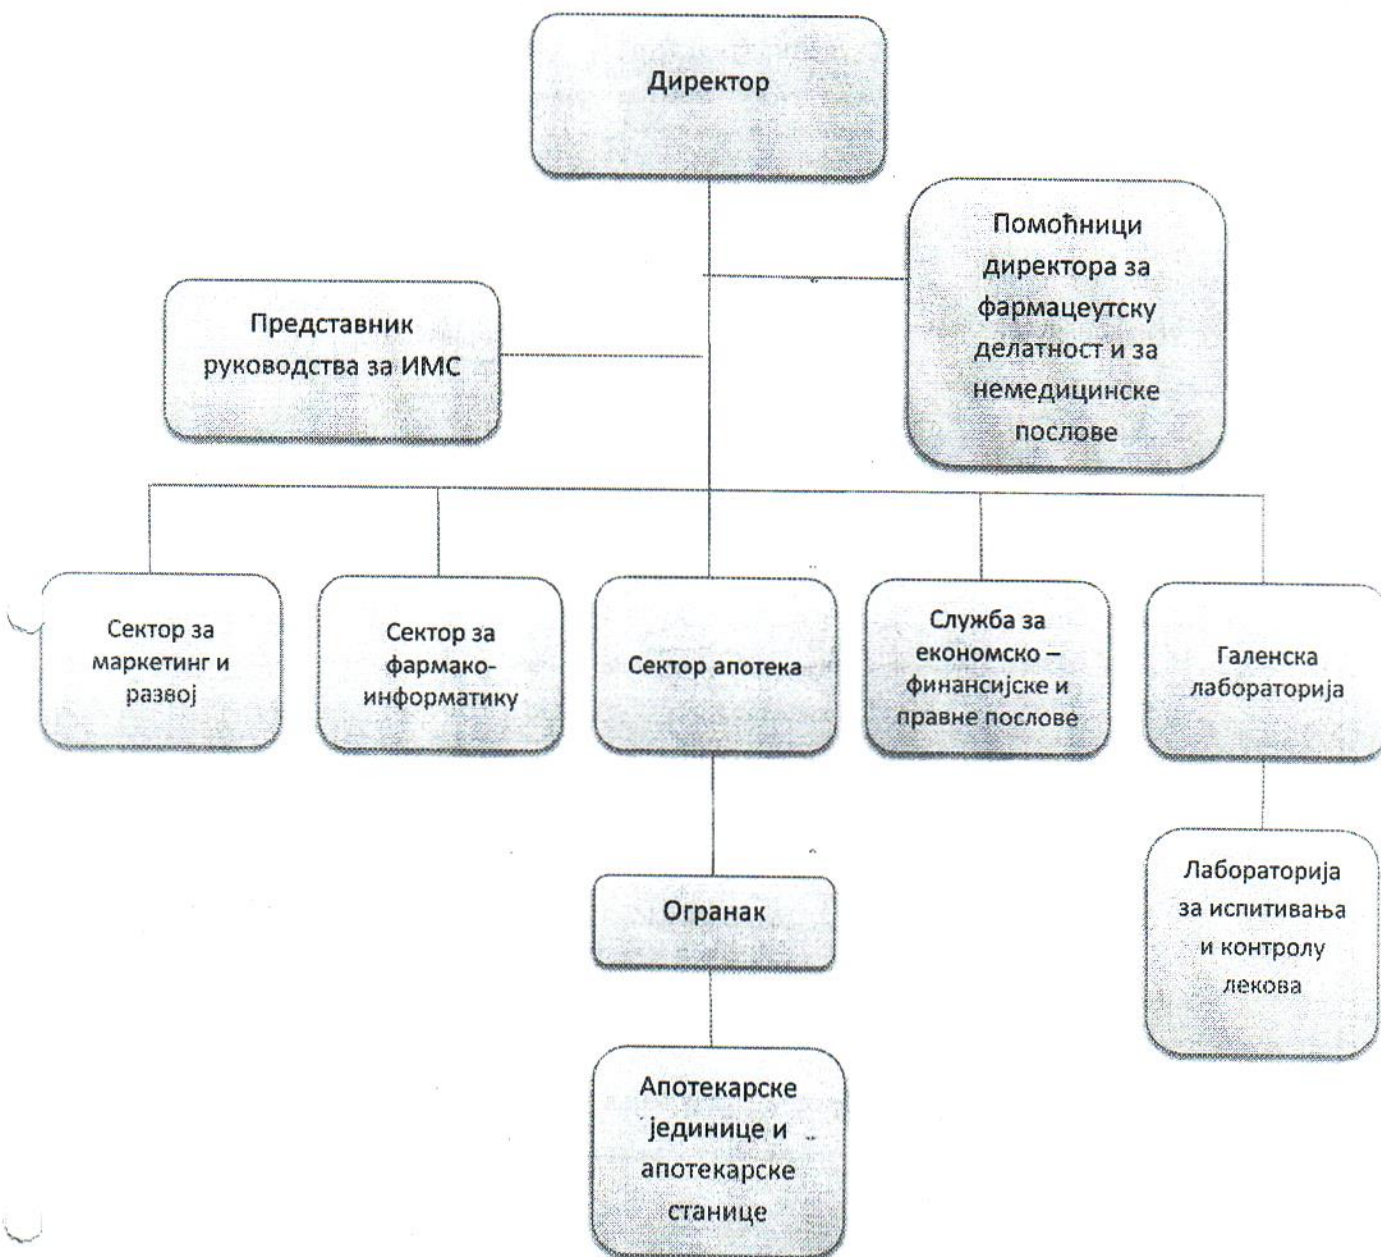 Директор
Помоћници
директора за
фармацеутску
делатност и за
немедицинске
послове
Представник
руководства за ИМС
Сектор за
маркетинг и
развој
Сектор за
фармако-
информатику
Сектор апотека
Служба за
економско –
финансијске и
правне послове
Галенска
лабораторија
Огранак
Лабораторија
за испитивања
и контролу
лекова
Апотекарске
јединице и
апотекарске
станице